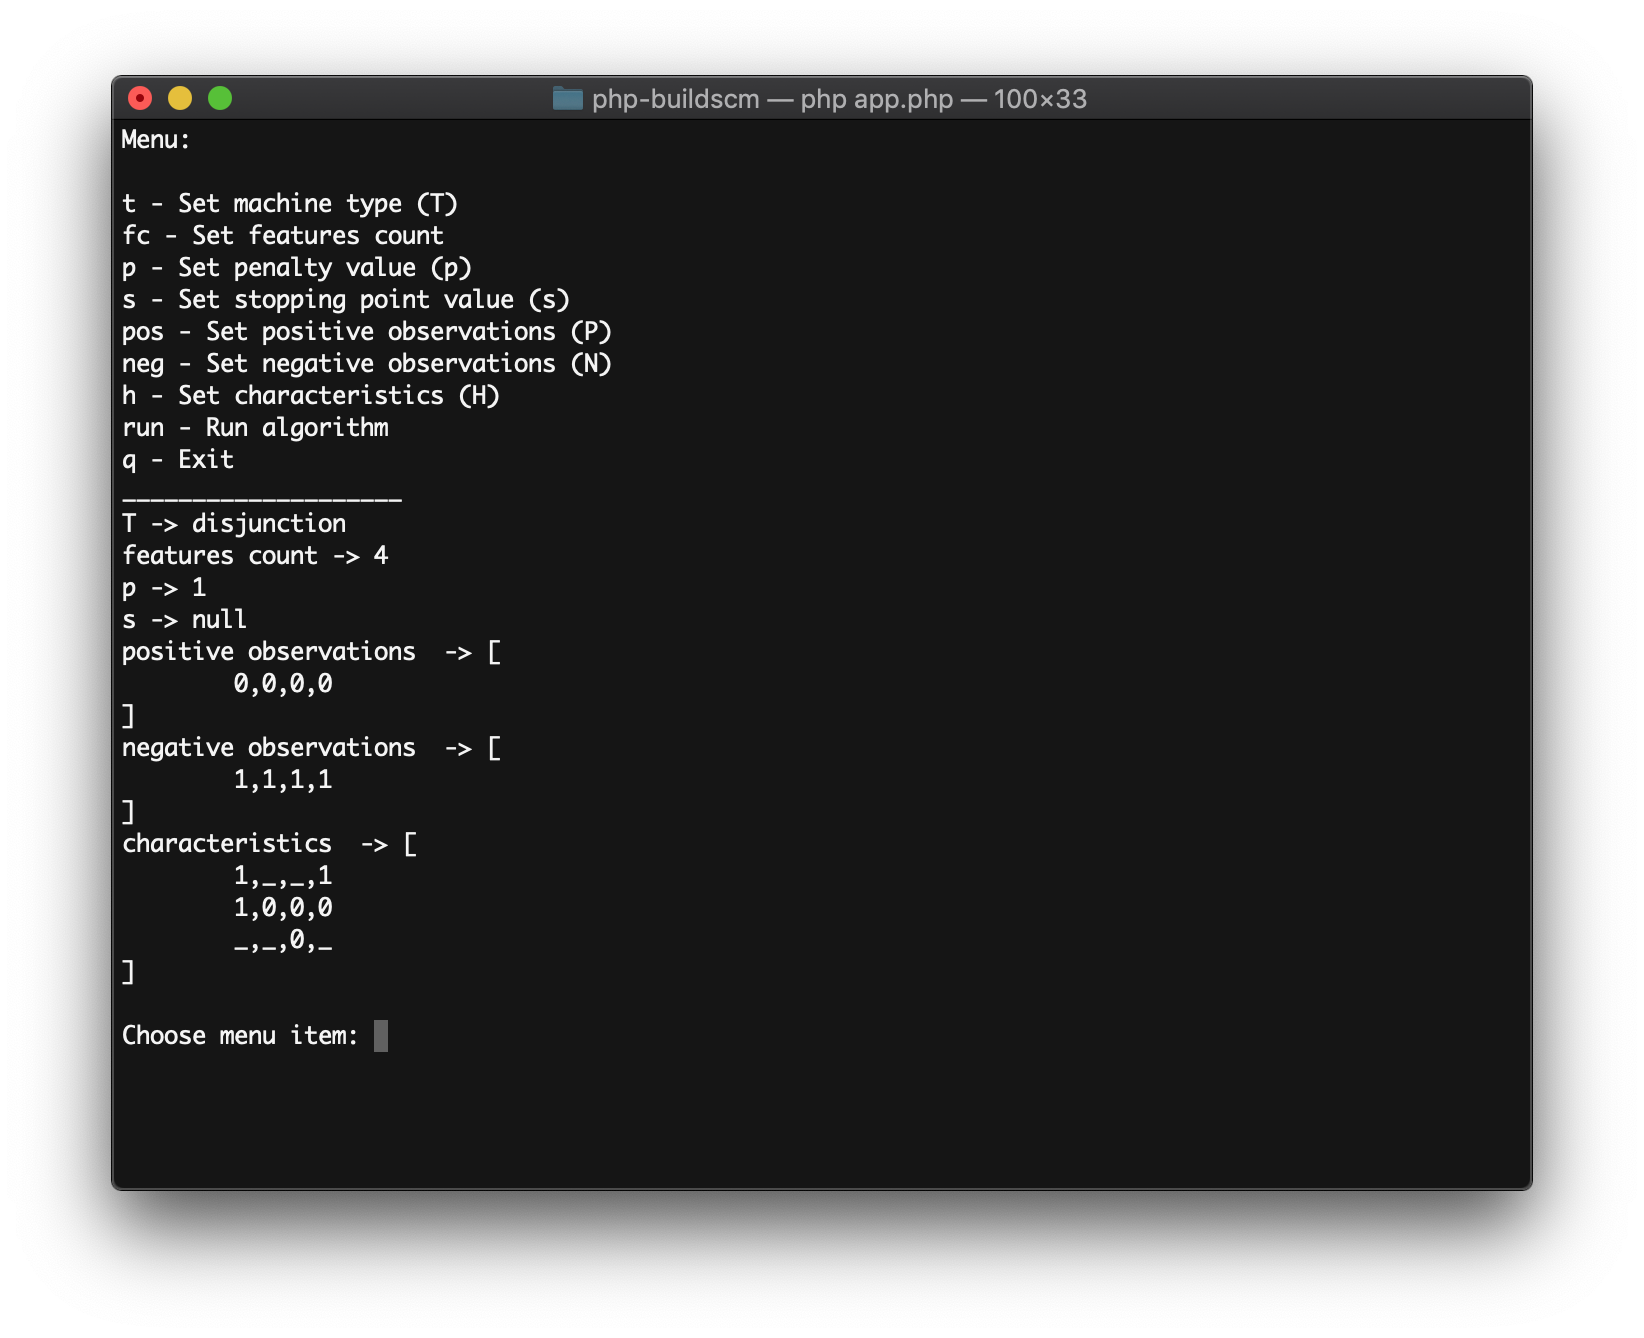 php-buildscm — php app.php — 100×33
Menu:
t - Set machine type (T)
fc - Set features count
p - Set penalty value (p)
s - Set stopping point value (s)
pos - Set positive observations (P)
neg - Set negative observations (N)
h - Set characteristics (H)
run - Run algorithm
q - Exit
____________________
T -> disjunction
features count -> 4
p -> 1
s -> null
positive observations  -> [
        0,0,0,0
]
negative observations  -> [
        1,1,1,1
]
characteristics  -> [
        1,_,_,1
        1,0,0,0
        _,_,0,_
]
Choose menu item: